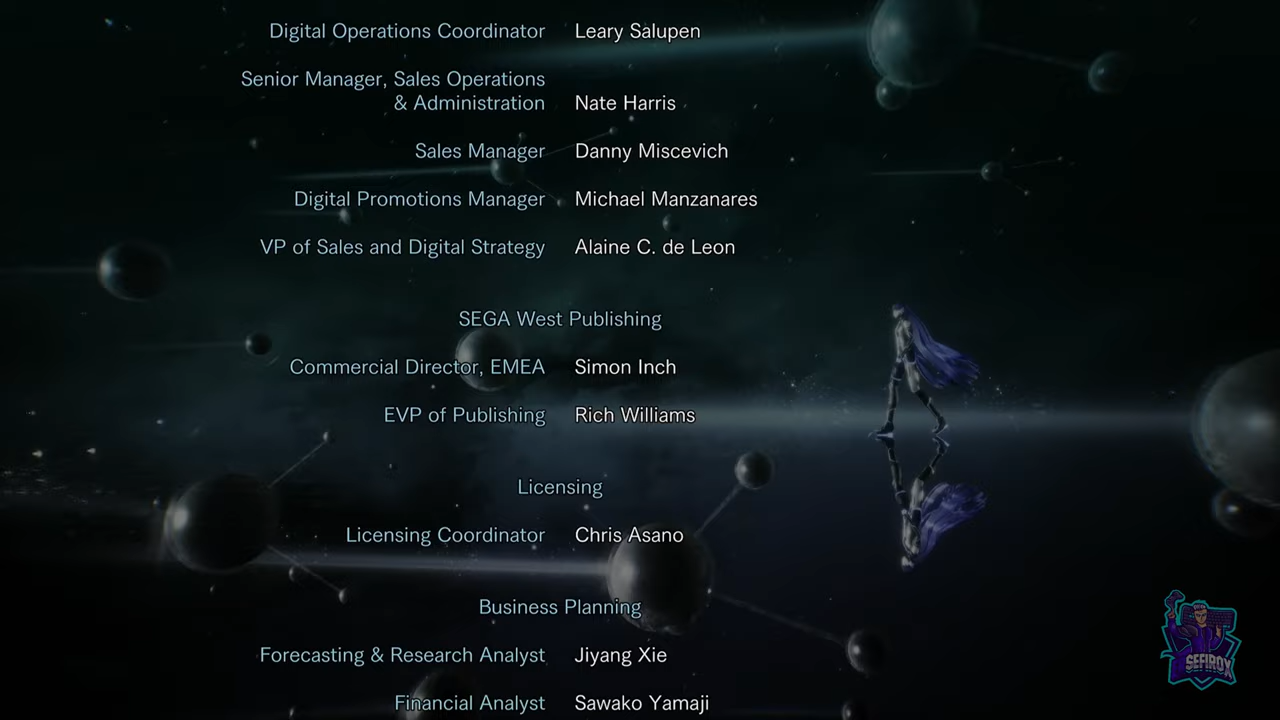 Digital Operations Coordinator Leary Salupen
Senior Manager, Sales Operations
& Administration Nate Harris
Sales Manager Danny Miscevich
Digital Promotions Manager Michael Manzanares
VP of Sales and Digital Strategy Alaine C. de Leon
SEGA West Publishing
Commercial Director, EMEA Simon Inch
EVP of Publishing Rich Williams
Licensing
Licensing Coordinator Chris Asano
Business Planning
Forecasting & Research Analyst Jiyang Xie
Financial Analyst Sawako Yamaji
SEFIROX